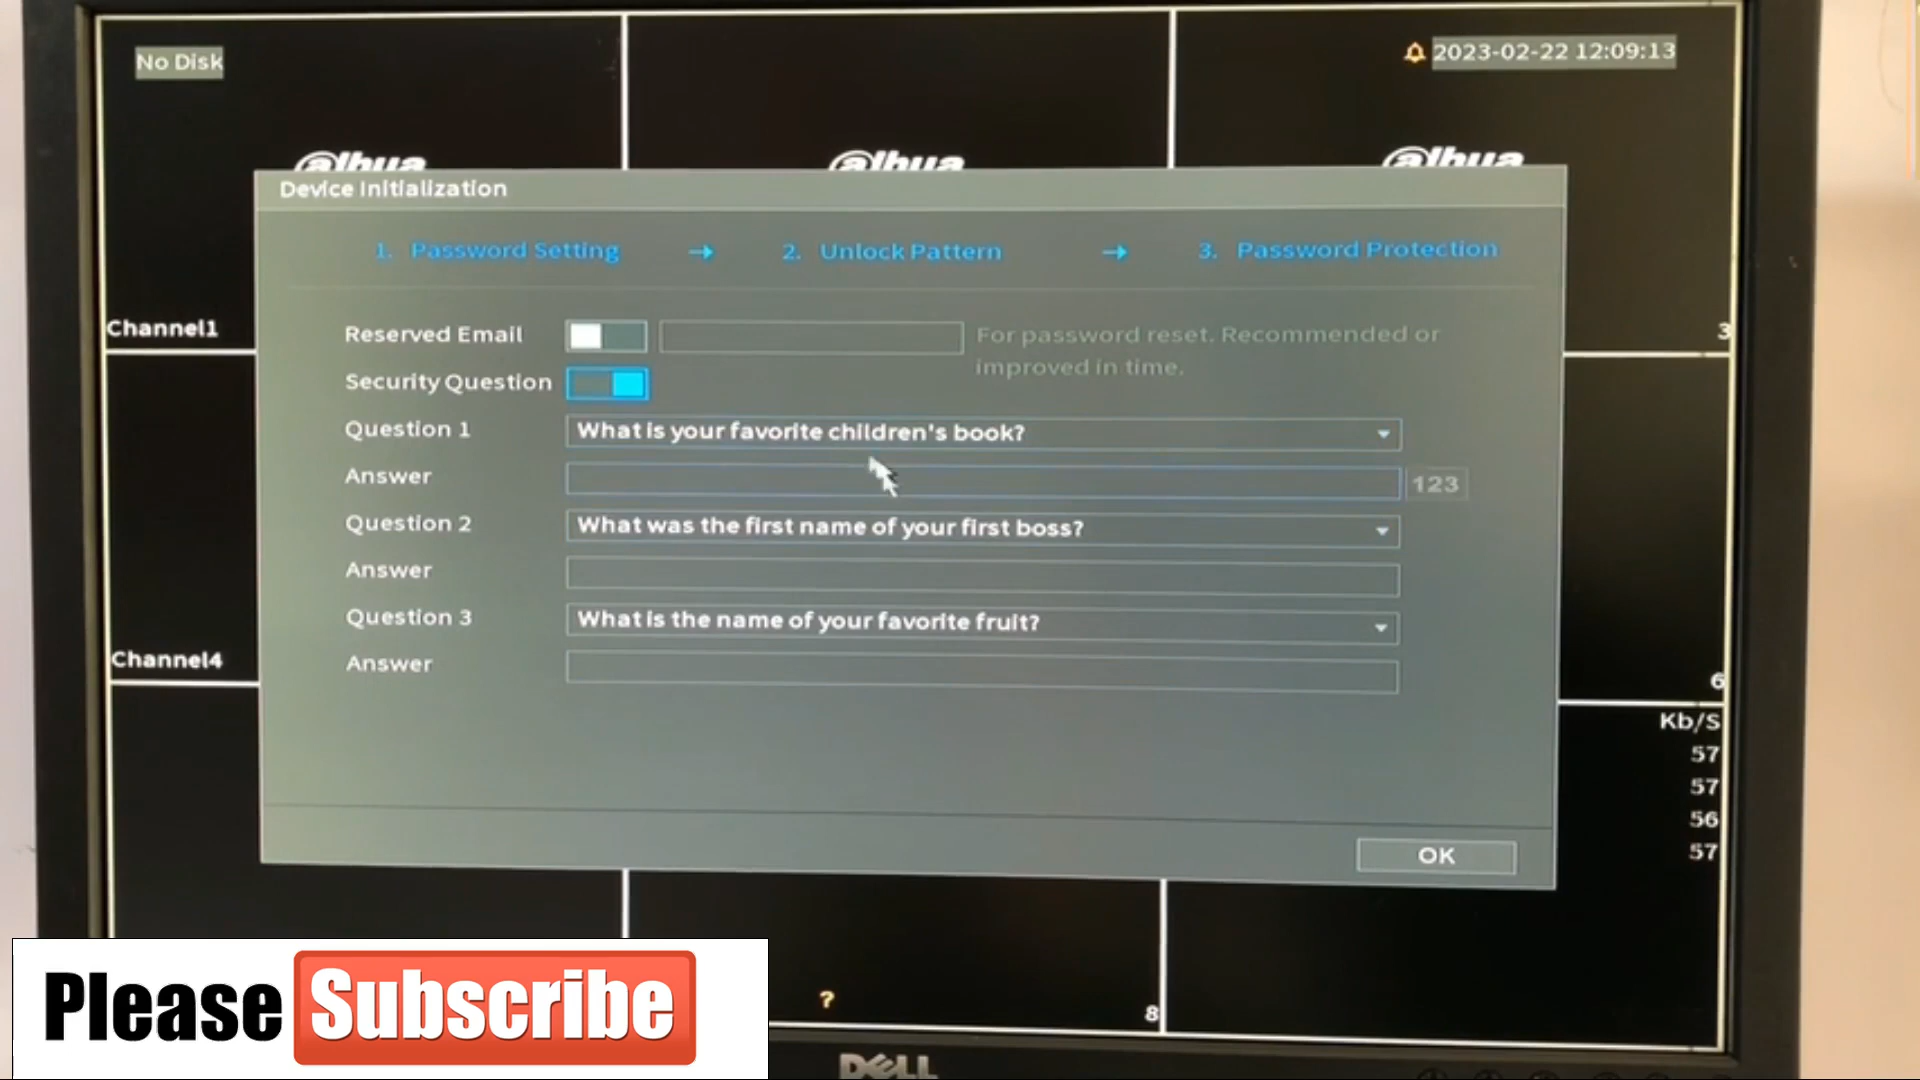 No Disk
2023-02-22 12:09:13
alhua
alhua
alhua
Device Initialization
1. Password Setting → 2. Unlock Pattern → 3. Password Protection
Channel1
3
Reserved Email
For password reset. Recommended or
improved in time.
Security Question
Question 1
What is your favorite children's book?
Answer
123
Question 2
What was the first name of your first boss?
Answer
Question 3
What is the name of your favorite fruit?
Answer
Channel4
6
Kb/S
57
57
56
57
OK
Please Subscribe
?
8
DELL